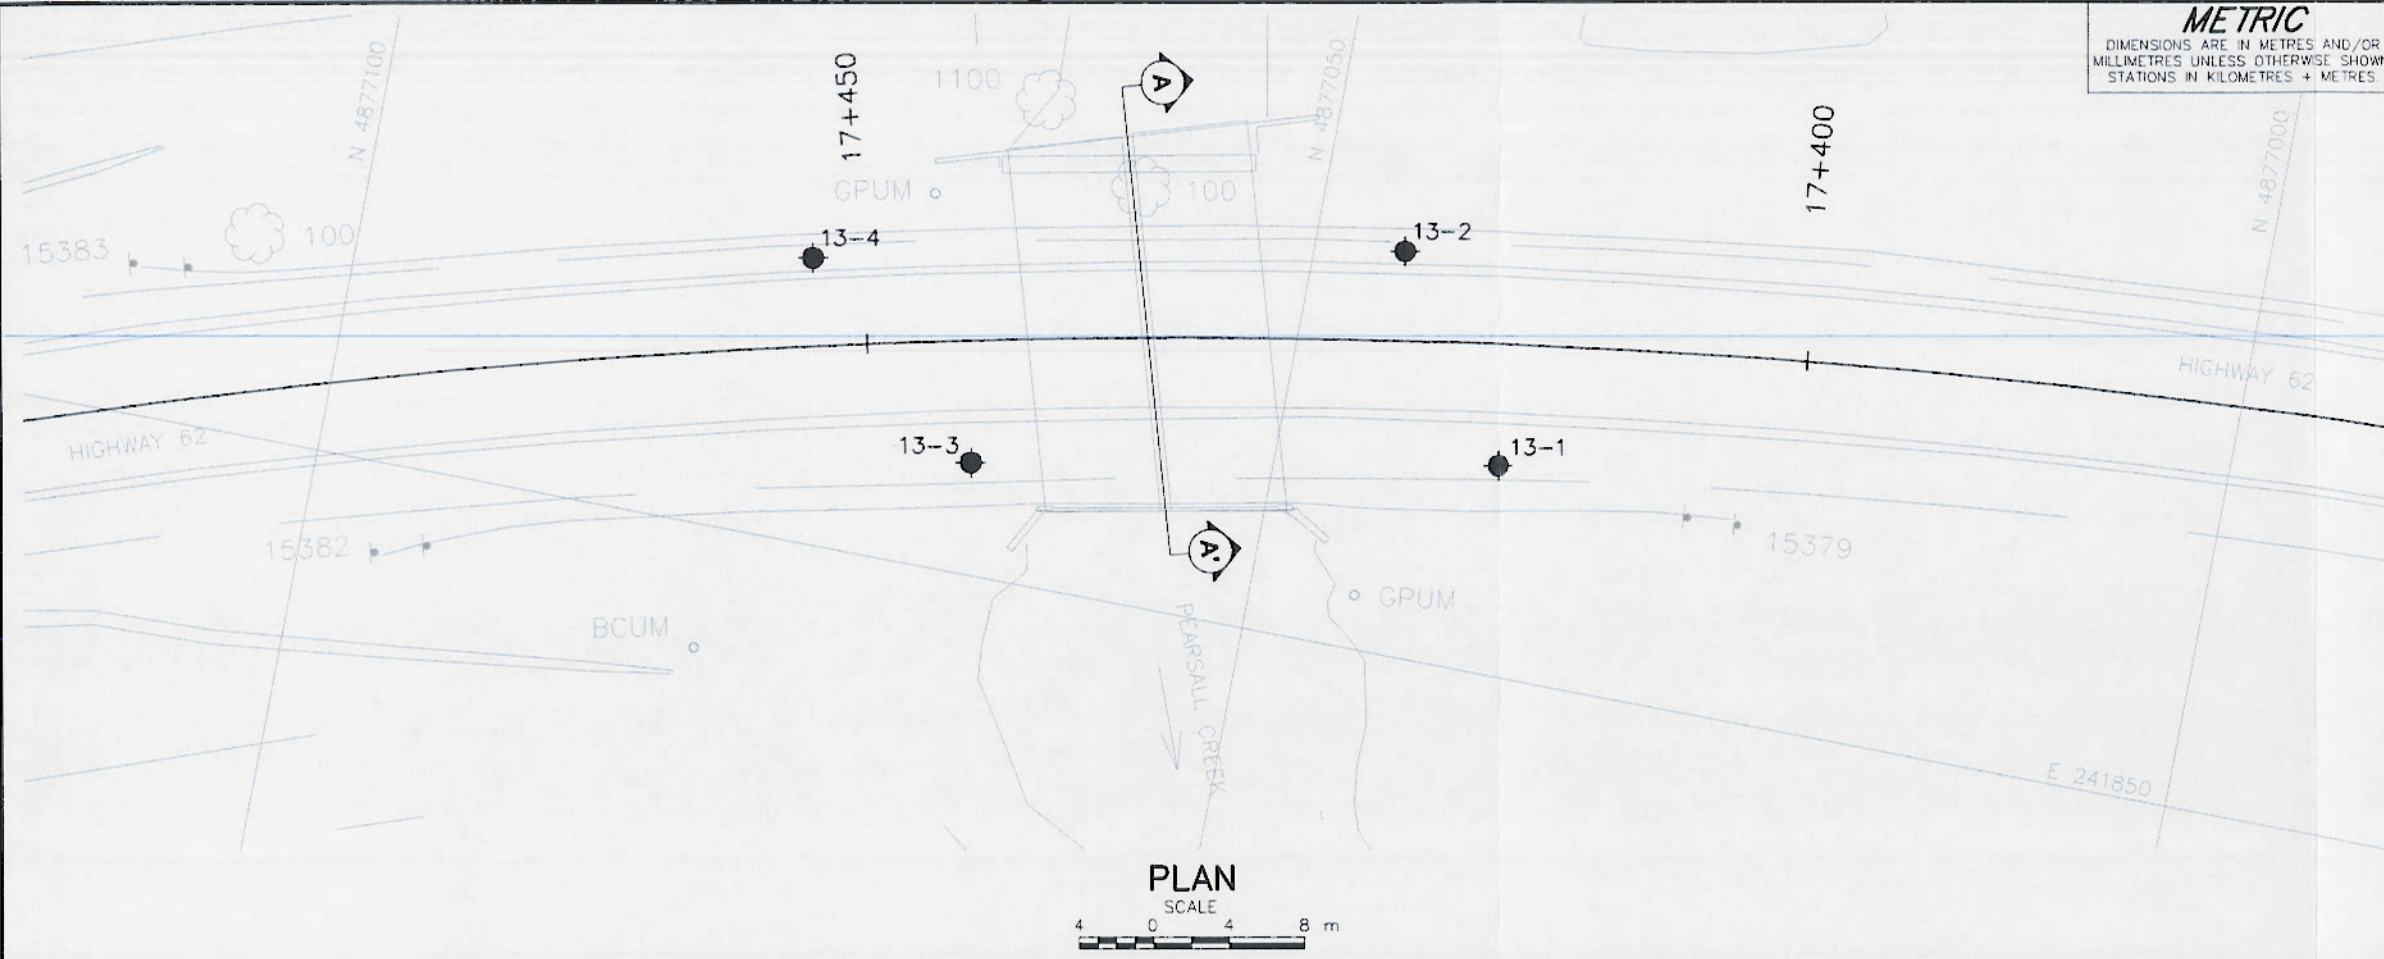 METRIC
DIMENSIONS ARE IN METRES AND/OR
MILLIMETRES UNLESS OTHERWISE SHOWN
STATIONS IN KILOMETRES + METRES.
N 4877100
17+450
1100
A
N 4877050
17+400
N 4877000
GPUM
100
15383
100
13-4
13-2
HIGHWAY 62
HIGHWAY 62
13-3
13-1
15382
A'
15379
BCUM
GPUM
PEARSALL CREEK
E 241850
PLAN
SCALE
4 0 4 8 m